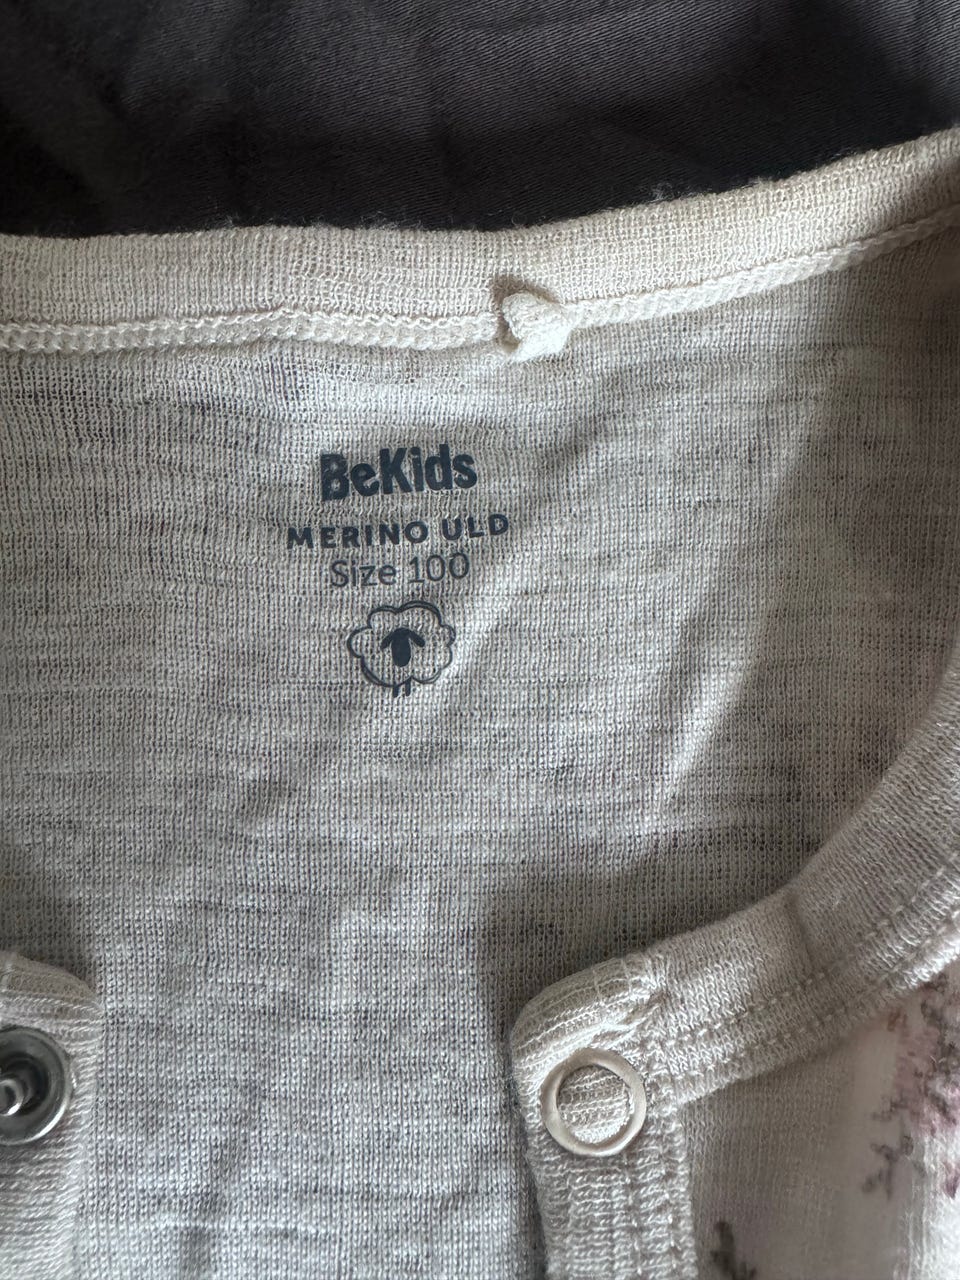 BeKids
MERINO ULD
Size 100